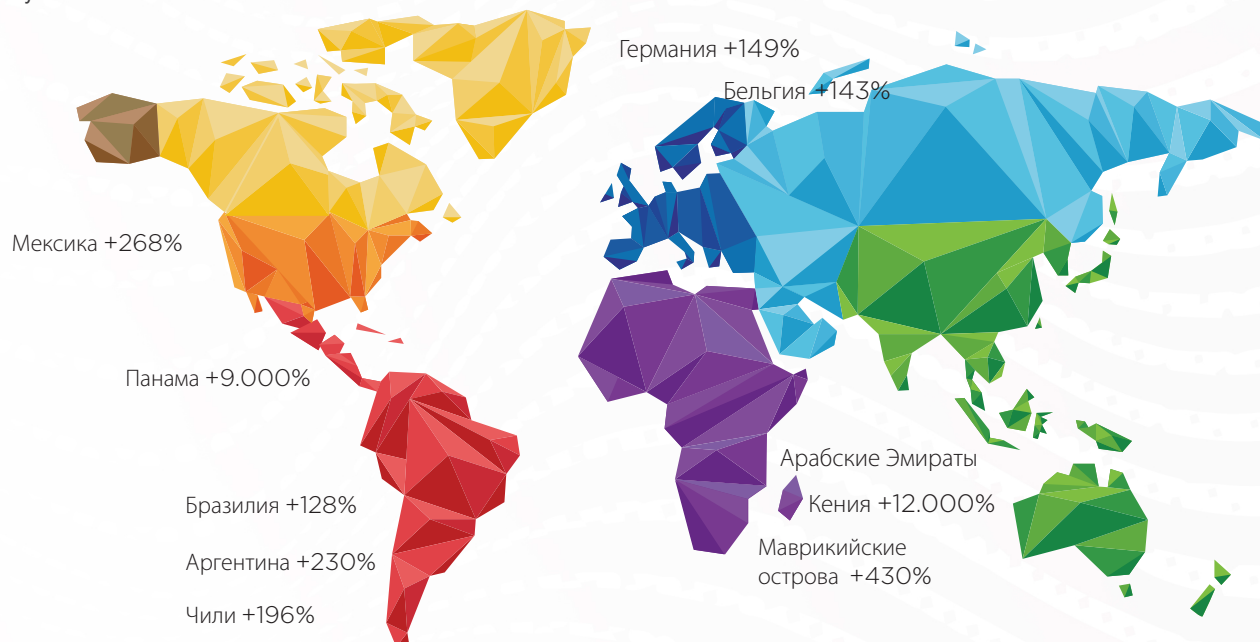 Германия +149%
Бельгия +143%
Мексика +268%
Панама +9.000%
Арабские Эмираты
Бразилия +128%
Кения +12.000%
Маврикийские
острова +430%
Аргентина +230%
Чили +196%